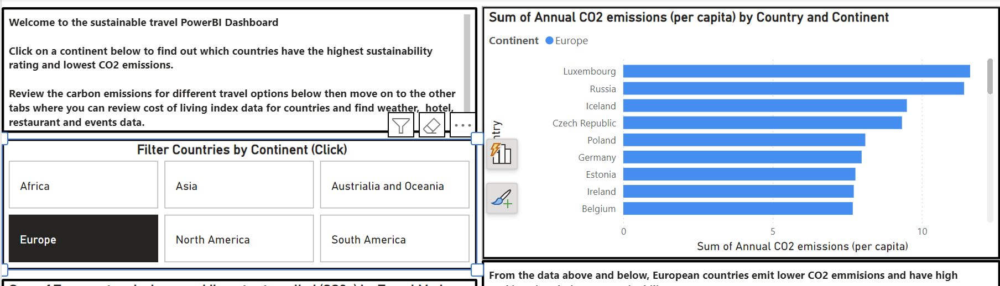 Welcome to the sustainable travel PowerBI Dashboard
Click on a continent below to find out which countries have the highest sustainability
rating and lowest CO2 emissions.
Review the carbon emissions for different travel options below then move on to the other
tabs where you can review cost of living index data for countries and find weather,  hotel,
restaurant and events data.
Filter Countries by Continent (Click)
Africa
Asia
Austrialia and Oceania
Europe
North America
South America
Sum of Annual CO2 emissions (per capita) by Country and Continent
Continent Europe
Luxembourg
Russia
Iceland
Czech Republic
Poland
Germany
Estonia
Ireland
Belgium
0 5 10
Sum of Annual CO2 emissions (per capita)
From the data above and below, European countries emit lower CO2 emmisions and have high